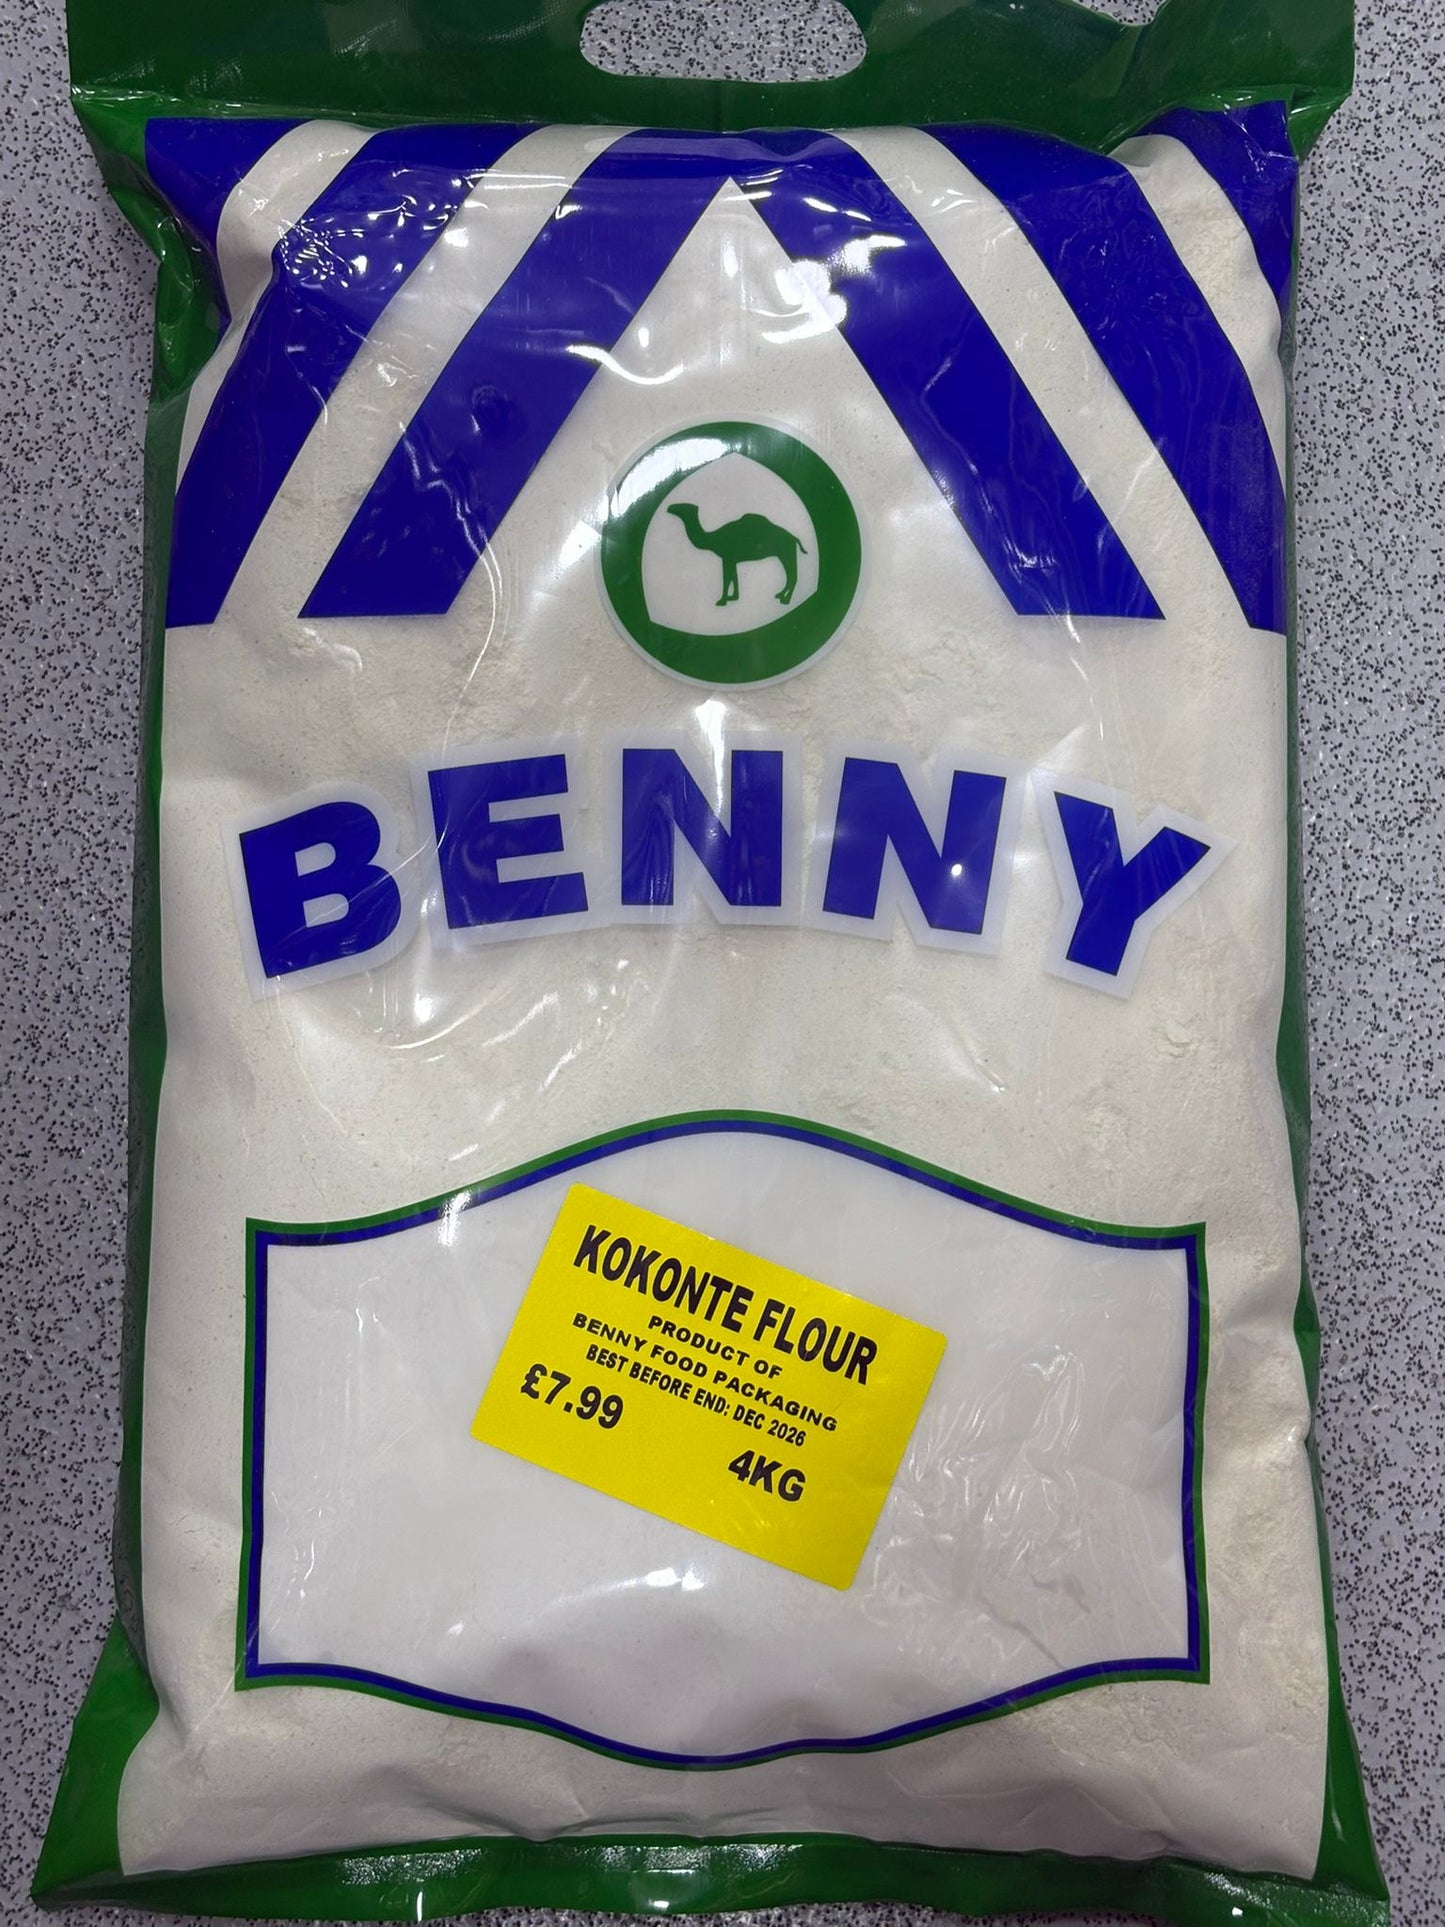 BENNY
KOKONTE FLOUR
PRODUCT OF
BENNY FOOD PACKAGING
BEST BEFORE END: DEC 2026
£7.99
4KG